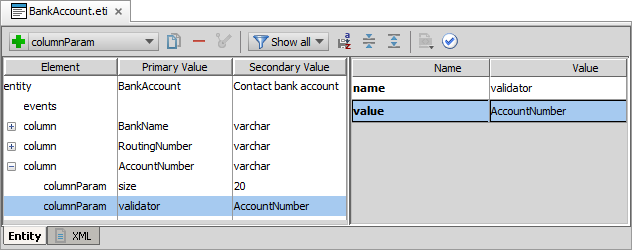 BankAccount.eti
columnParam Show all
Element Primary Value Secondary Value Name Value
entity BankAccount Contact bank account name validator
events value AccountNumber
column BankName varchar
column RoutingNumber varchar
column AccountNumber varchar
columnParam size 20
columnParam validator AccountNumber
Entity XML